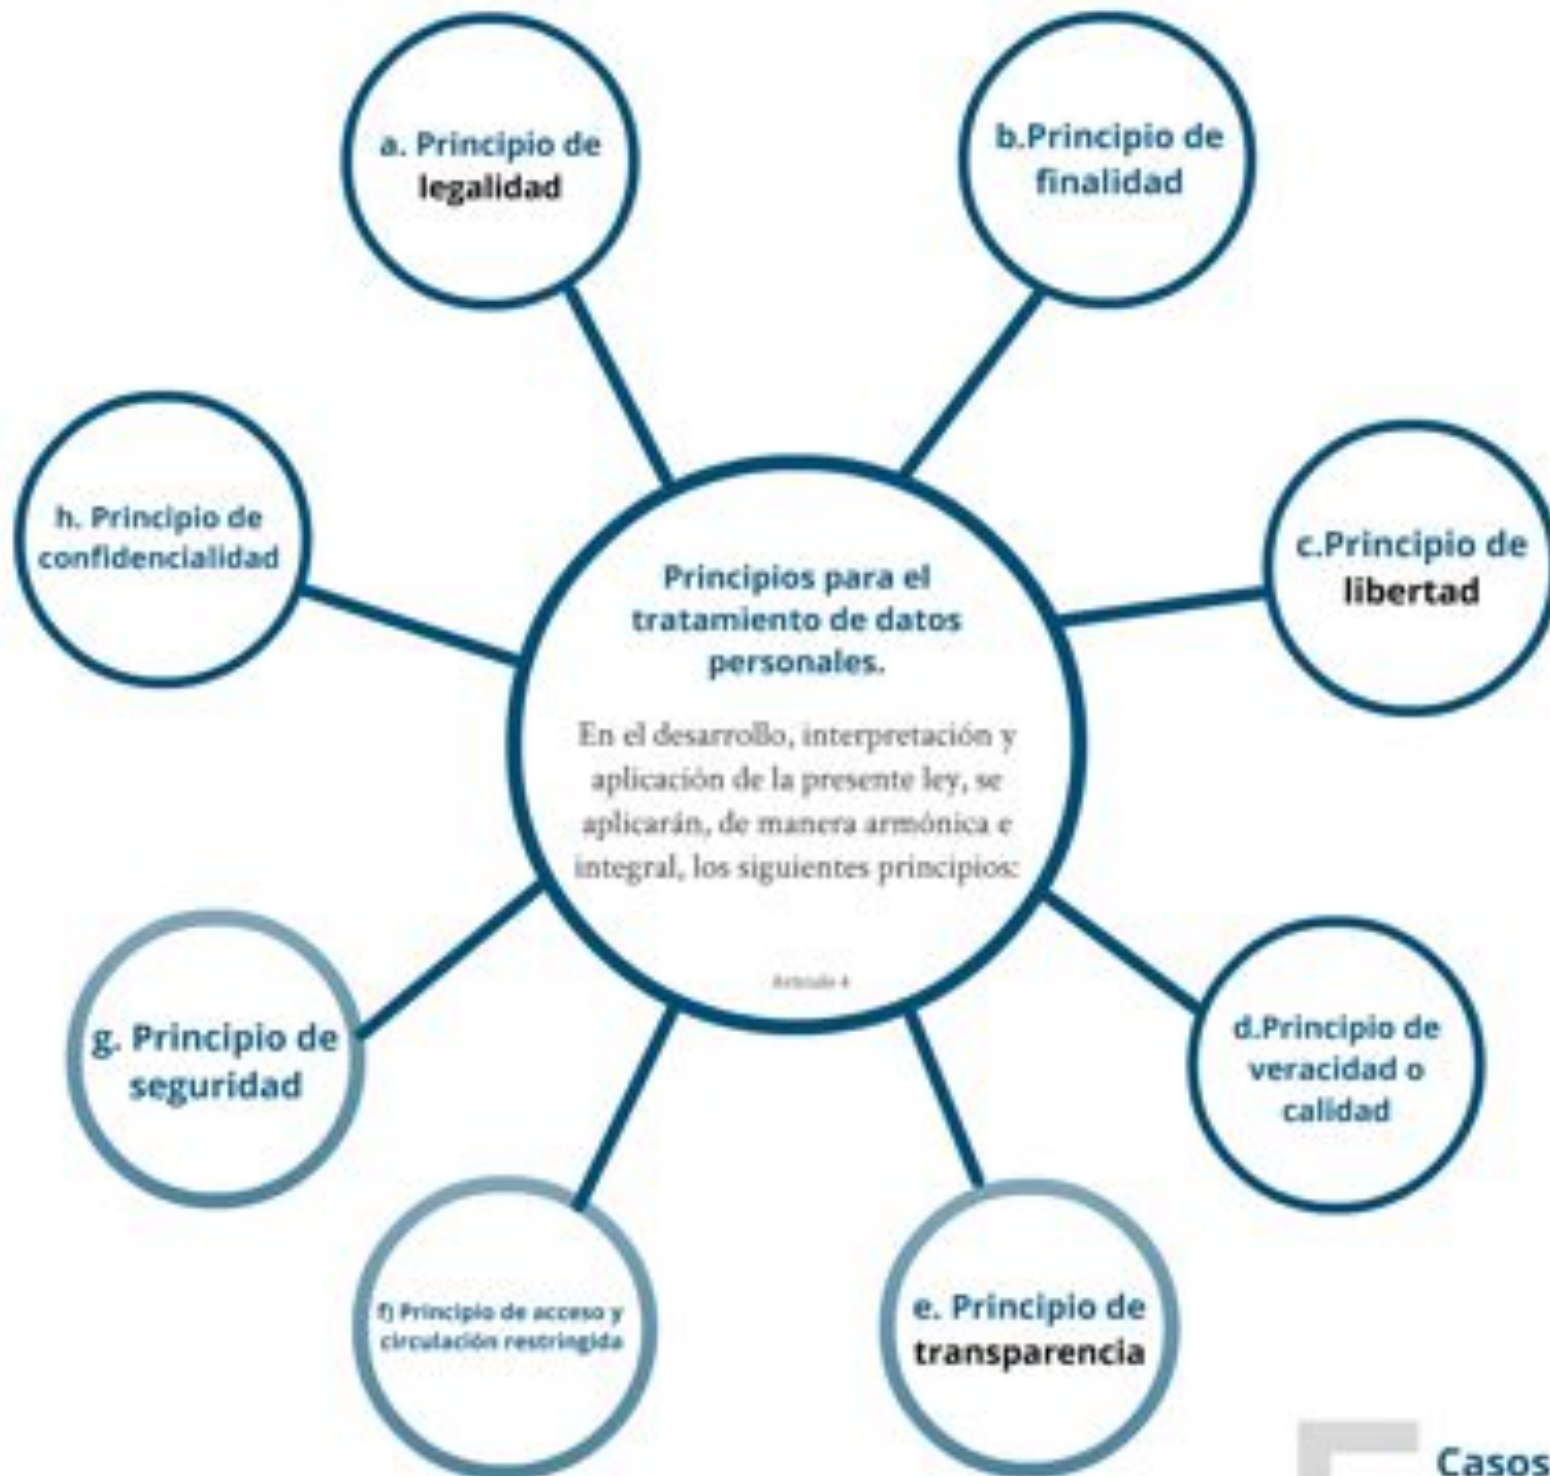 a. Principio de
legalidad
b.Principio de
finalidad
h. Principio de
confidencialidad
c.Principio de
libertad
Principios para el
tratamiento de datos
personales.
En el desarrollo, interpretación y
aplicación de la presente ley, se
aplicarán, de manera armónica e
integral, los siguientes principios:
Artículo 4
g. Principio de
seguridad
d.Principio de
veracidad o
calidad
f) Principio de acceso y
circulación restringida
e. Principio de
transparencia
Casos